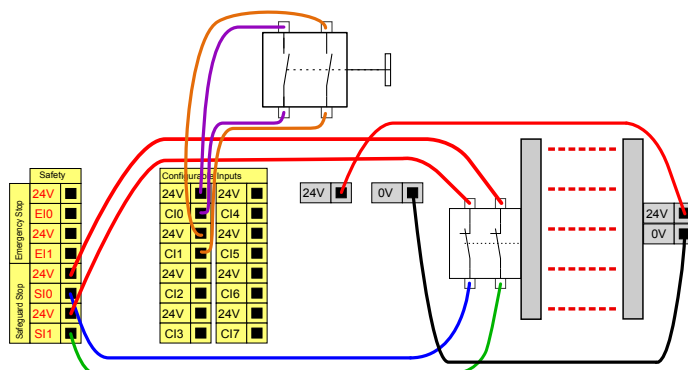 Safety
Emergency Stop
24V
EI0
24V
EI1
Safeguard Stop
24V
SI0
24V
SI1
Configurable Inputs
24V 24V
CI0 CI4
24V 24V
CI1 CI5
24V 24V
CI2 CI6
24V 24V
CI3 CI7
24V 0V
24V
0V